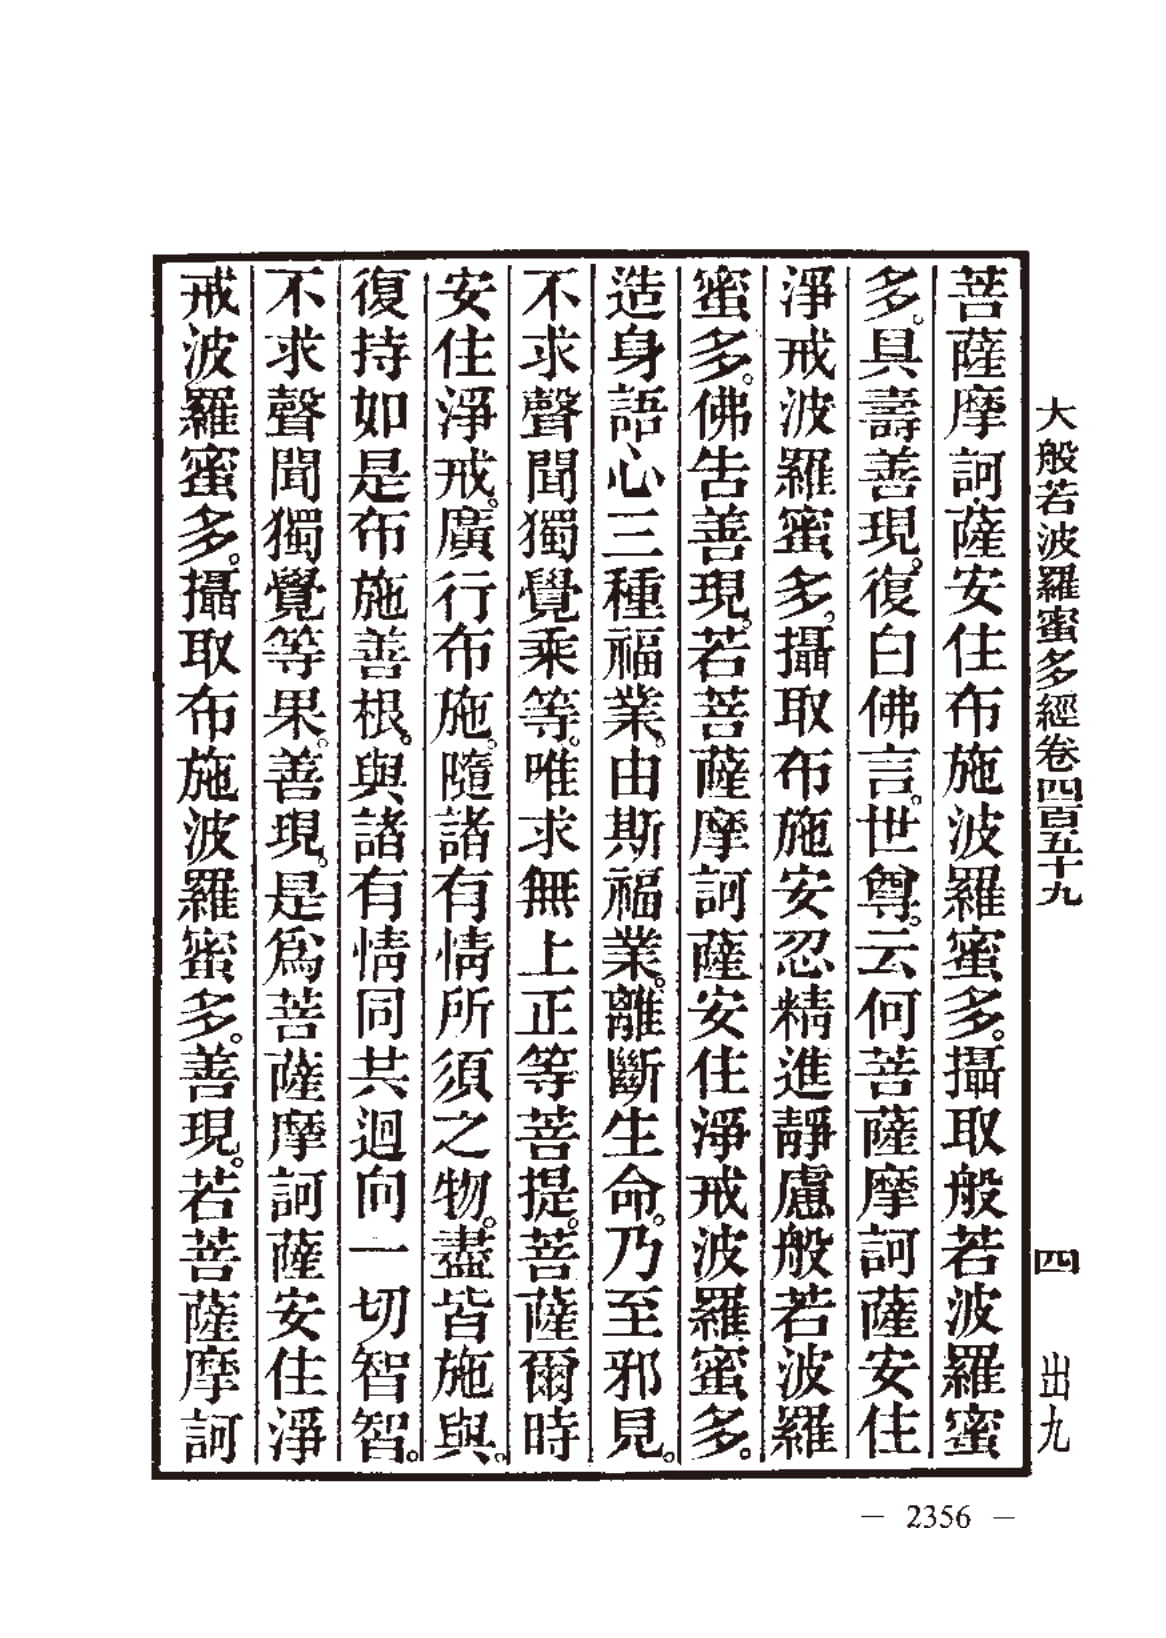 大般若波羅蜜多經卷四百五十九　四　出九
菩薩摩訶薩安住布施波羅蜜多。攝取般若波羅蜜
多。具壽善現。復白佛言。世尊。云何菩薩摩訶薩安住
淨戒波羅蜜多。攝取布施安忍精進靜慮般若波羅
蜜多。佛告善現。若菩薩摩訶薩安住淨戒波羅蜜多。
造身語心三種福業。由斯福業。離斷生命。乃至邪見。
不求聲聞獨覺乘等。唯求無上正等菩提。菩薩爾時
安住淨戒。廣行布施。隨諸有情所須之物。盡皆施與。
復持如是布施善根。與諸有情同共迴向一切智智。
不求聲聞獨覺等果。善現。是爲菩薩摩訶薩安住淨
戒波羅蜜多。攝取布施波羅蜜多。善現。若菩薩摩訶
— 2356 —